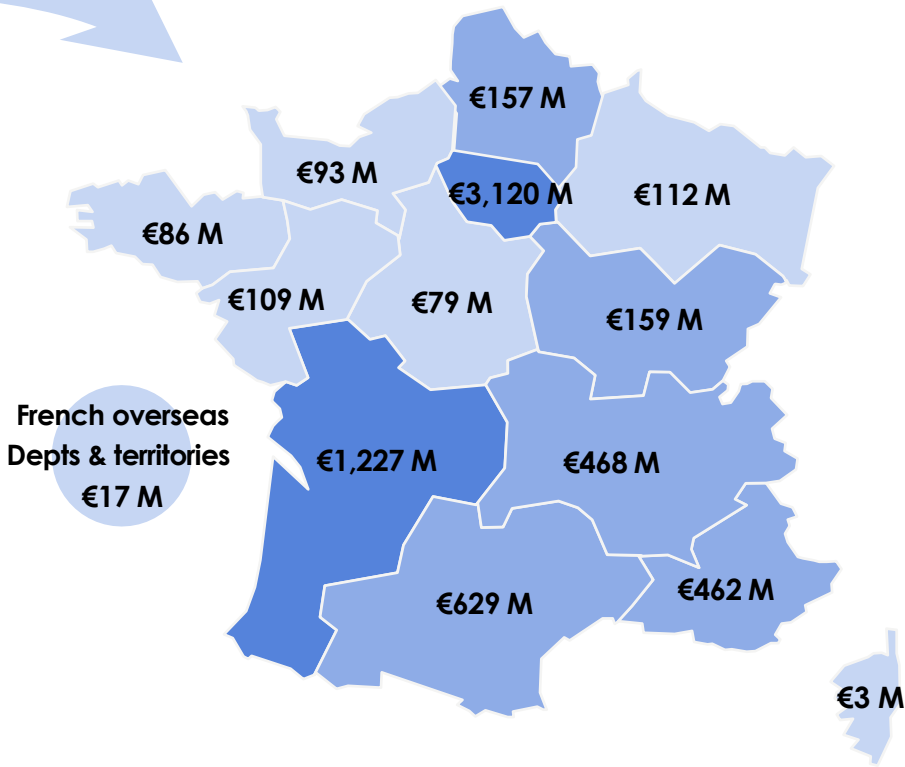 €157 M
€93 M
€3,120 M
€112 M
€86 M
€109 M
€79 M
€159 M
French overseas
Depts & territories
€17 M
€1,227 M
€468 M
€629 M
€462 M
€3 M